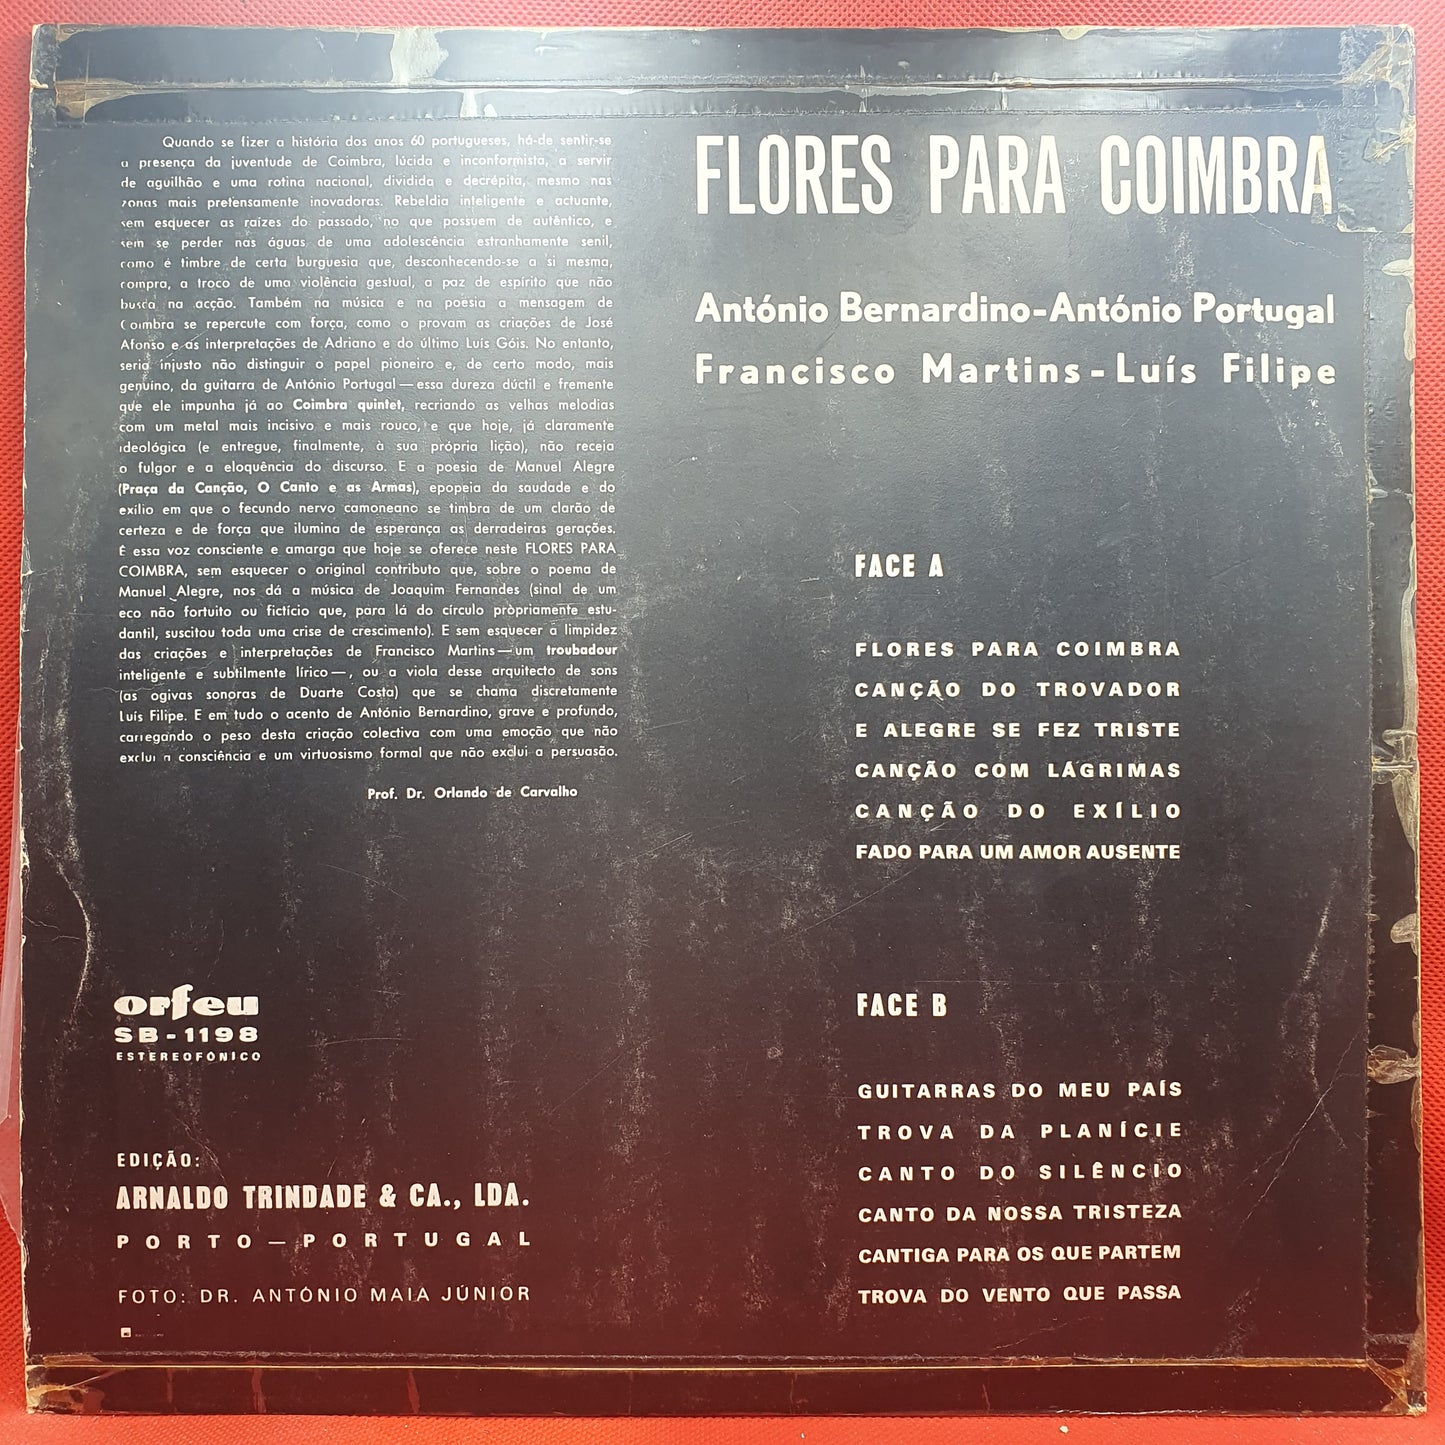 Quando se fizer a história dos anos 60 portugueses, há-de sentir-se
a presença da juventude de Coimbra, lúcida e inconformista, a servir
de aguilhão e uma rotina nacional, dividida e decrépita, mesmo nas
zonas mais pretensamente inovadoras. Rebeldia inteligente e actuante,
sem esquecer as raízes do passado, no que possuem de autêntico, e
sem se perder nas águas de uma adolescência estranhamente senil,
como é timbre de certa burguesia que, desconhecendo-se a si mesma,
compra, a troco de uma violência gestual, a paz de espírito que não
busca na acção. Também na música e na poesia a mensagem de
Coimbra se repercute com força, como o provam as criações de José
Afonso e as interpretações de Adriano e do último Luís Góis. No entanto,
seria injusto não distinguir o papel pioneiro e, de certo modo, mais
genuíno, da guitarra de António Portugal — essa dureza dúctil e fremente
que ele impunha já ao Coimbra quintet, recriando as velhas melodias
com um metal mais incisivo e mais rouco, e que hoje, já claramente
ideológica (e entregue, finalmente, à sua própria lição), não receia
o fulgor e a eloquência do discurso. E a poesia de Manuel Alegre
(Praça da Canção, O Canto e as Armas), epopeia da saudade e do
exílio em que o fecundo nervo camoneano se timbra de um clarão de
certeza e de força que ilumina de esperança as derradeiras gerações.
É essa voz consciente e amarga que hoje se oferece neste FLORES PARA
COIMBRA, sem esquecer o original contributo que, sobre o poema de
Manuel Alegre, nos dá a música de Joaquim Fernandes (sinal de um
eco não fortuito ou fictício que, para lá do círculo pròpriamente estu-
dantil, suscitou toda uma crise de crescimento). E sem esquecer a limpidez
das criações e interpretações de Francisco Martins — um troubadour
inteligente e subtilmente lírico —, ou a viola desse arquitecto de sons
(as ogivas sonoras de Duarte Costa) que se chama discretamente
Luís Filipe. E em tudo o acento de António Bernardino, grave e profundo,
carregando o peso desta criação colectiva com uma emoção que não
exclui a consciência e um virtuosismo formal que não exclui a persuasão.
Prof. Dr. Orlando de Carvalho
orfeu
SB-1198
ESTEREOFÓNICO
EDIÇÃO:
ARNALDO TRINDADE & CA., LDA.
PORTO — PORTUGAL
FOTO: DR. ANTÓNIO MAIA JÚNIOR
FLORES PARA COIMBRA
António Bernardino-António Portugal
Francisco Martins-Luís Filipe
FACE A
FLORES PARA COIMBRA
CANÇÃO DO TROVADOR
E ALEGRE SE FEZ TRISTE
CANÇÃO COM LÁGRIMAS
CANÇÃO DO EXÍLIO
FADO PARA UM AMOR AUSENTE
FACE B
GUITARRAS DO MEU PAÍS
TROVA DA PLANÍCIE
CANTO DO SILÊNCIO
CANTO DA NOSSA TRISTEZA
CANTIGA PARA OS QUE PARTEM
TROVA DO VENTO QUE PASSA